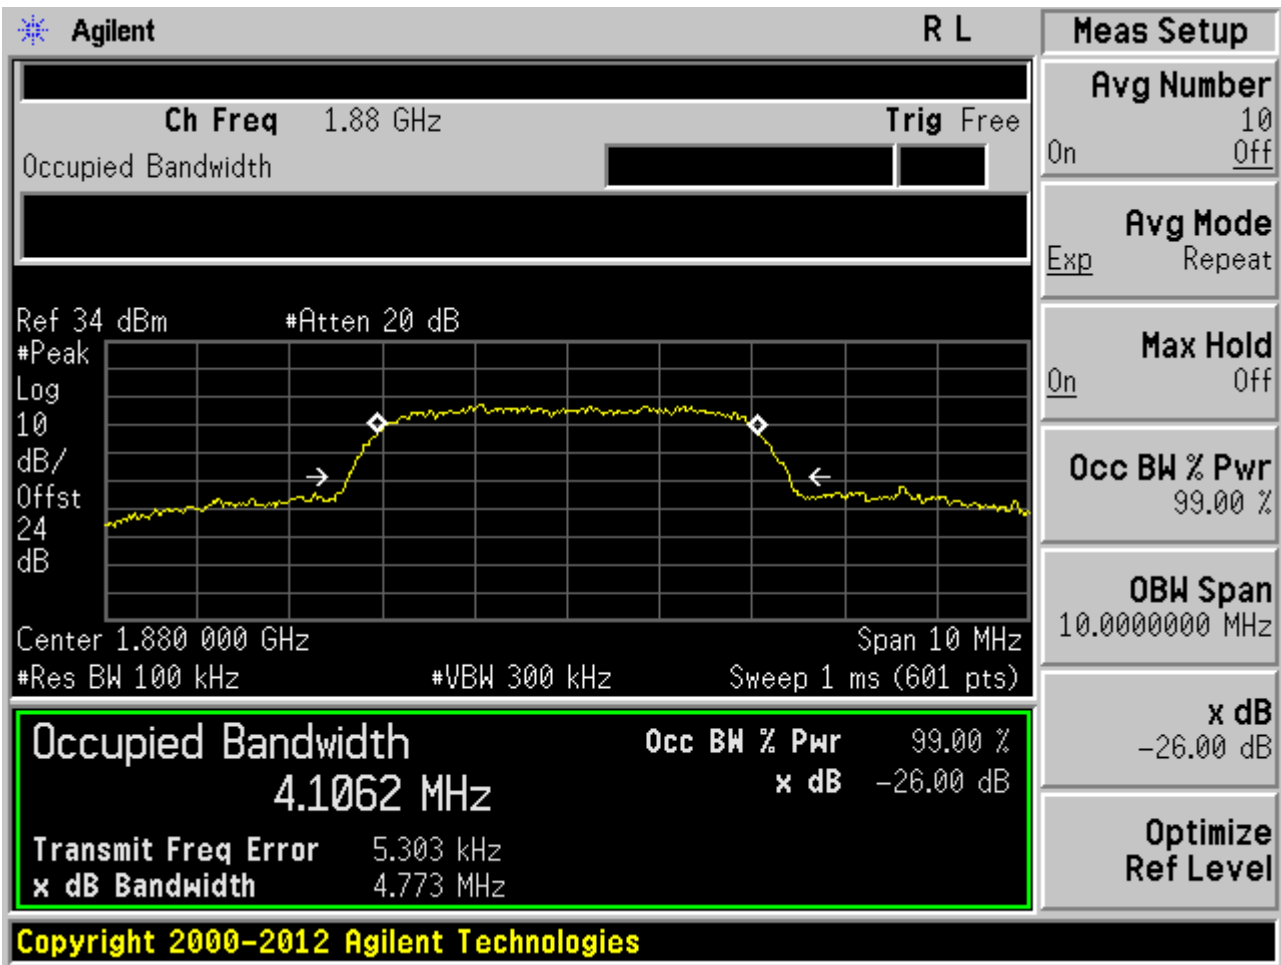 Agilent R L Meas Setup
Avg Number
10
On Off
Ch Freq 1.88 GHz Trig Free
Occupied Bandwidth
Avg Mode
Exp Repeat
Ref 34 dBm #Atten 20 dB
#Peak
Log
10
dB/
Offst
24
dB
Max Hold
On Off
Occ BW % Pwr
99.00 %
OBW Span
10.0000000 MHz
Center 1.880 000 GHz Span 10 MHz
#Res BW 100 kHz #VBW 300 kHz Sweep 1 ms (601 pts)
Occupied Bandwidth Occ BW % Pwr 99.00 %
4.1062 MHz x dB -26.00 dB
Transmit Freq Error 5.303 kHz
x dB Bandwidth 4.773 MHz
x dB
-26.00 dB
Optimize
Ref Level
Copyright 2000-2012 Agilent Technologies